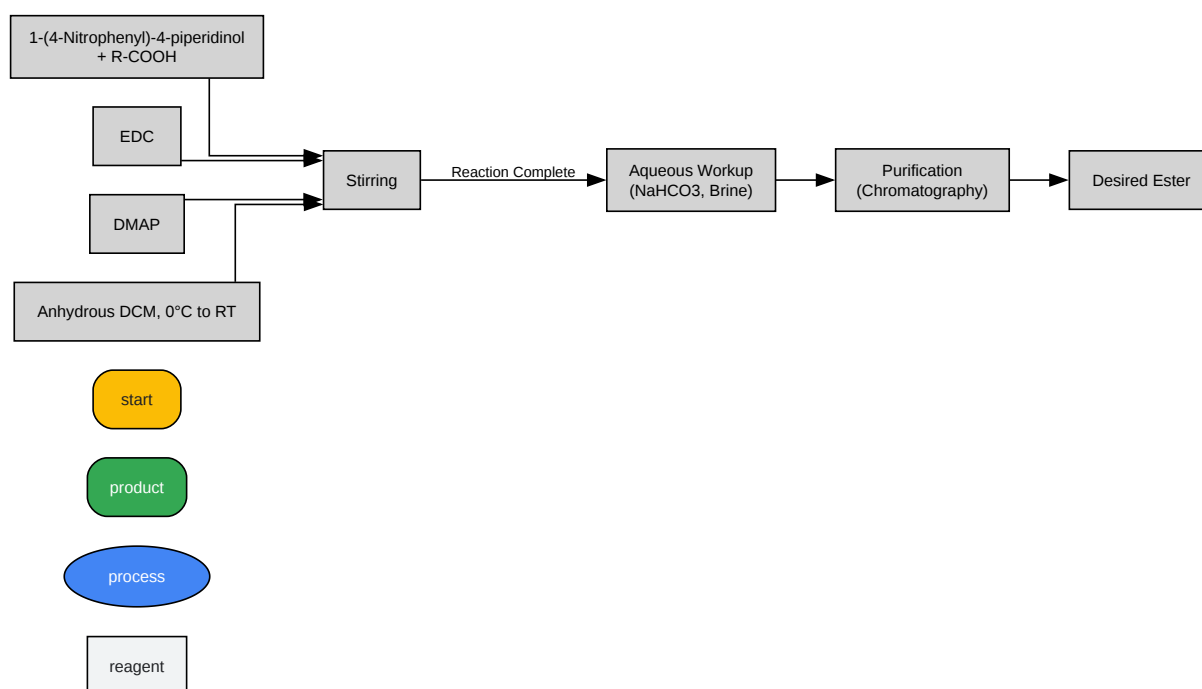 1-(4-Nitrophenyl)-4-piperidinol
+ R-COOH
EDC
DMAP
Anhydrous DCM, 0°C to RT
Stirring
Reaction Complete
Aqueous Workup
(NaHCO3, Brine)
Purification
(Chromatography)
Desired Ester
start
product
process
reagent